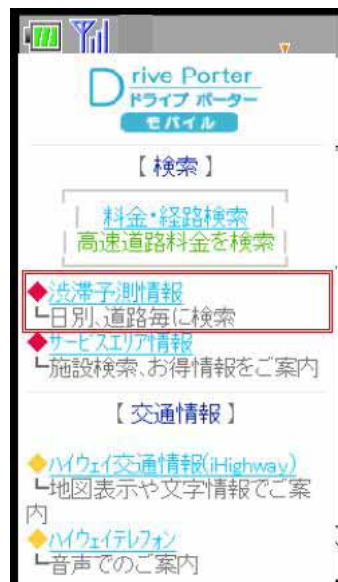 Drive Porter
ドライブ ポーター
モバイル
【検索】
料金・経路検索
高速道路料金を検索
◆渋滞予測情報
┗日別、道路毎に検索
◆サービスエリア情報
┗施設検索、お得情報をご案内
【交通情報】
◆ハイウェイ交通情報(iHighway)
┗地図表示や文字情報でご案
内
◆ハイウェイテレフォン
┗音声でのご案内